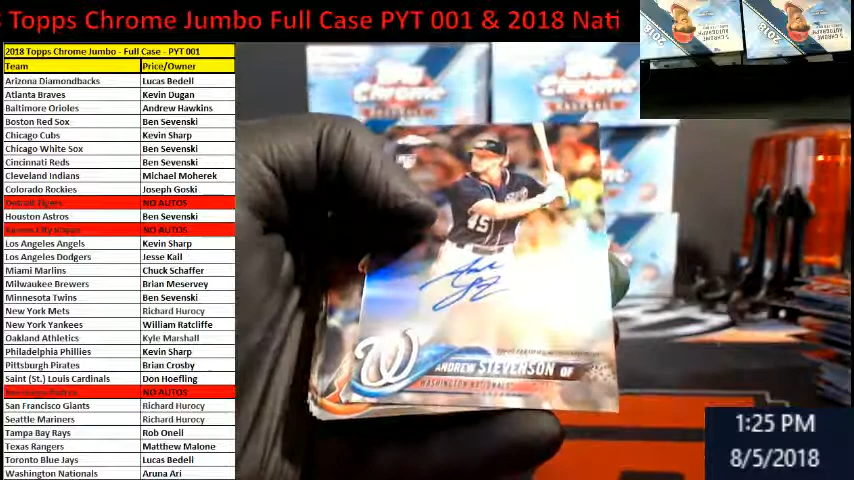 Topps Chrome Jumbo Full Case PYT 001 & 2018 Nati
2018 Topps Chrome Jumbo - Full Case - PYT 001
Team Price/Owner
Arizona Diamondbacks Lucas Bedell
Atlanta Braves Kevin Dugan
Baltimore Orioles Andrew Hawkins
Boston Red Sox Ben Sevenski
Chicago Cubs Kevin Sharp
Chicago White Sox Ben Sevenski
Cincinnati Reds Ben Sevenski
Cleveland Indians Michael Moherek
Colorado Rockies Joseph Goski
Detroit Tigers NO AUTOS
Houston Astros Ben Sevenski
Kansas City Royals NO AUTOS
Los Angeles Angels Kevin Sharp
Los Angeles Dodgers Jesse Kail
Miami Marlins Chuck Schaffer
Milwaukee Brewers Brian Meservey
Minnesota Twins Ben Sevenski
New York Mets Richard Hurocy
New York Yankees William Ratcliffe
Oakland Athletics Kyle Marshall
Philadelphia Phillies Kevin Sharp
Pittsburgh Pirates Brian Crosby
Saint (St.) Louis Cardinals Don Hoefling
NO AUTOS
San Francisco Giants Richard Hurocy
Seattle Mariners Richard Hurocy
Tampa Bay Rays Rob Onell
Texas Rangers Matthew Malone
Toronto Blue Jays Lucas Bedell
Washington Nationals Aruna Ari
Topps Chrome
Topps Chrome
2018
2018
RC
45
W
ANDREW STEVENSON OF
WASHINGTON NATIONALS
1:25 PM
8/5/2018